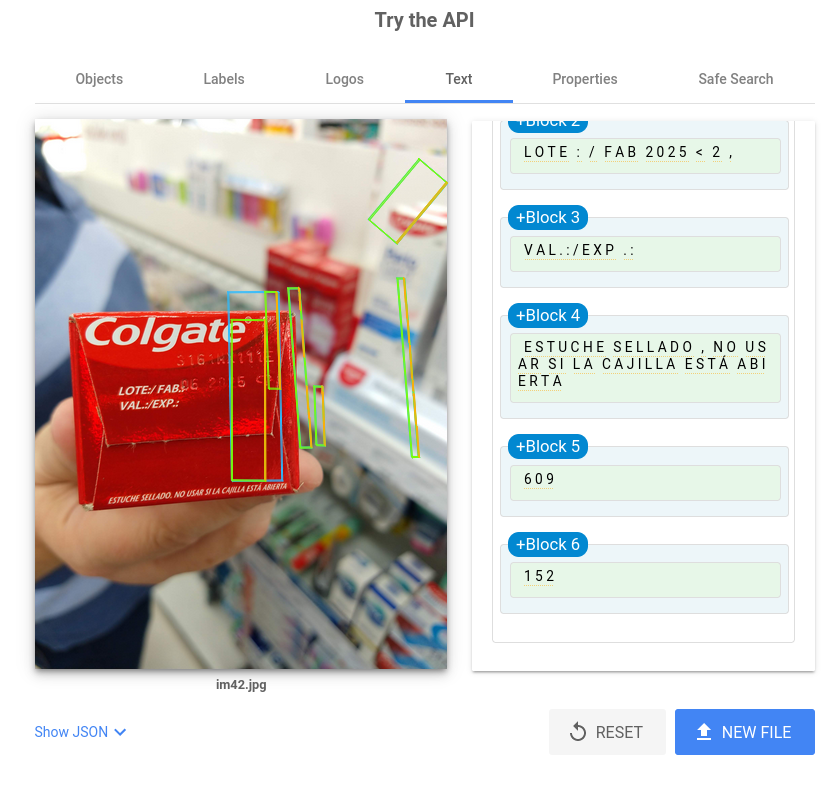 Try the API
Objects
Labels
Logos
Text
Properties
Safe Search
Colgate
LOTE:/ FAB.:
VAL.:/EXP.:
ESTUCHE SELLADO. NO USAR SI LA CAJILLA ESTÁ ABIERTA
im42.jpg
+Block 2
LOTE : / FAB 2025 < 2 ,
+Block 3
VAL.:/EXP .:
+Block 4
ESTUCHE SELLADO , NO US
AR SI LA CAJILLA ESTÁ ABI
ERTA
+Block 5
609
+Block 6
152
Show JSON
RESET
NEW FILE